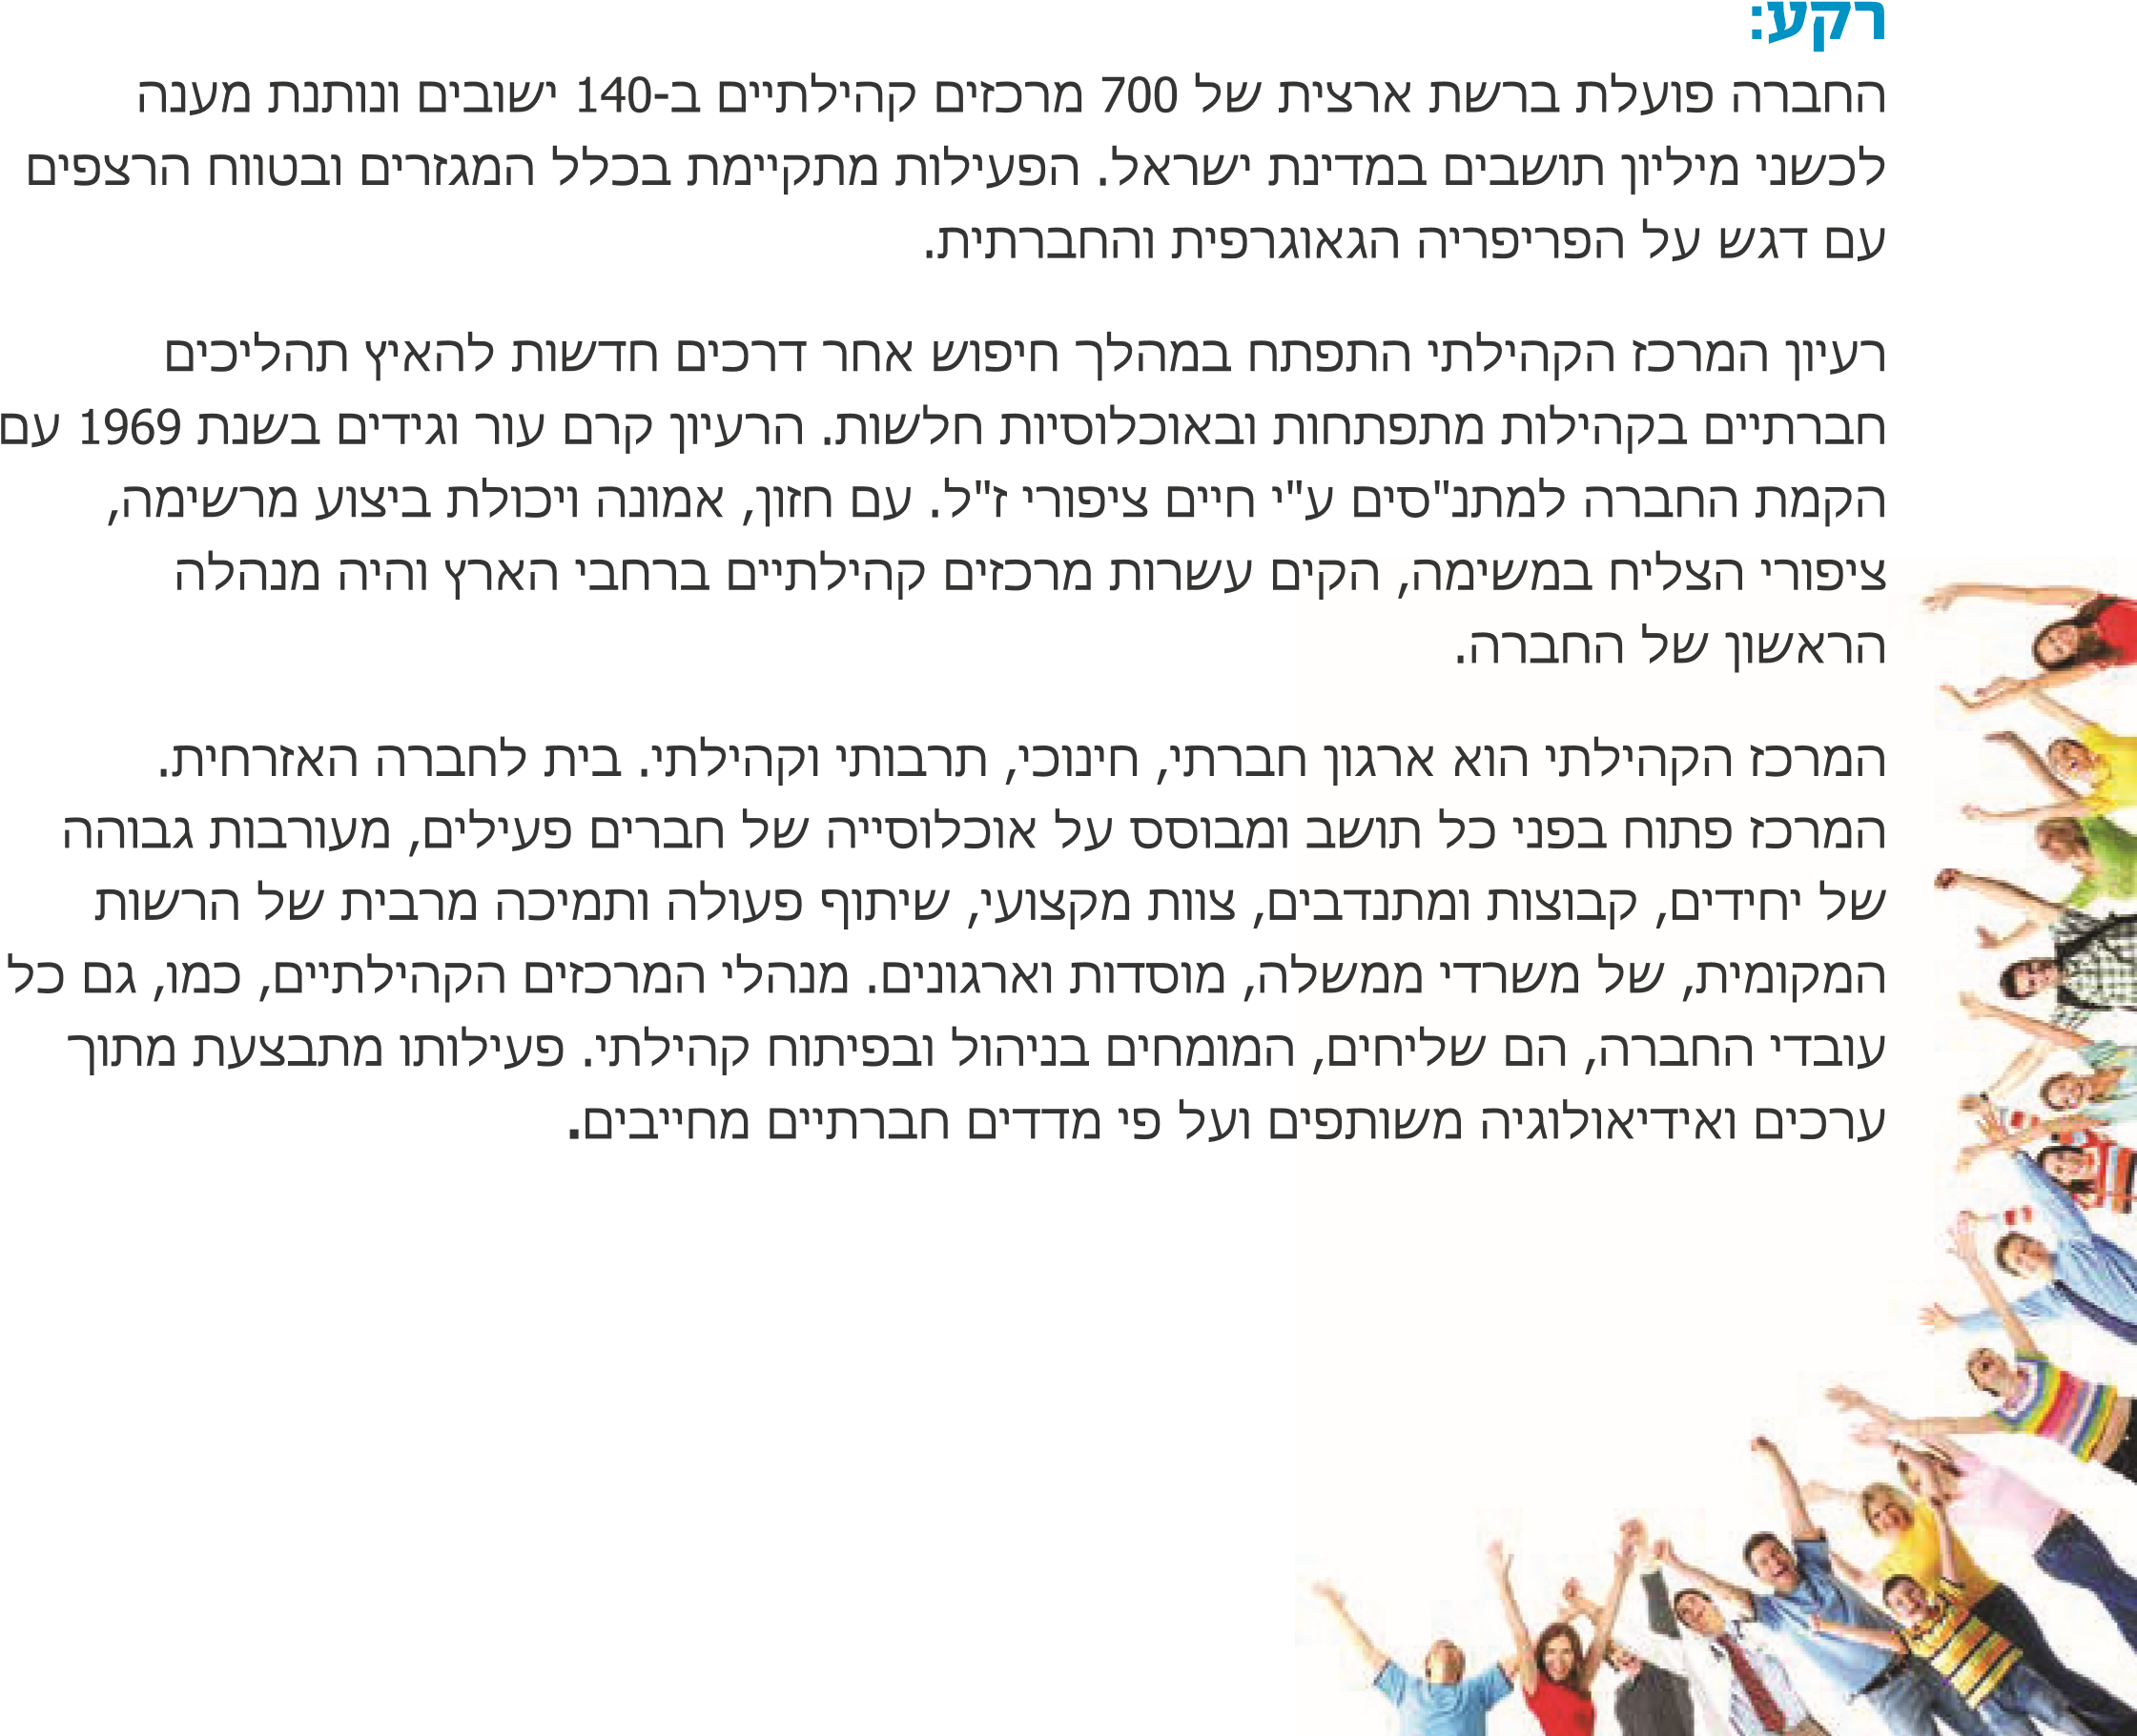 רקע:
החברה פועלת ברשת ארצית של 700 מרכזים קהילתיים ב-140 ישובים ונותנת מענה
לכשני מיליון תושבים במדינת ישראל. הפעילות מתקיימת בכלל המגזרים ובטווח הרצפים
עם דגש על הפריפריה הגאוגרפית והחברתית.
רעיון המרכז הקהילתי התפתח במהלך חיפוש אחר דרכים חדשות להאיץ תהליכים
חברתיים בקהילות מתפתחות ובאוכלוסיות חלשות. הרעיון קרם עור וגידים בשנת 1969 עם
הקמת החברה למתנ"סים ע"י חיים ציפורי ז"ל. עם חזון, אמונה ויכולת ביצוע מרשימה,
ציפורי הצליח במשימה, הקים עשרות מרכזים קהילתיים ברחבי הארץ והיה מנהלה
הראשון של החברה.
המרכז הקהילתי הוא ארגון חברתי, חינוכי, תרבותי וקהילתי. בית לחברה האזרחית.
המרכז פתוח בפני כל תושב ומבוסס על אוכלוסייה של חברים פעילים, מעורבות גבוהה
של יחידים, קבוצות ומתנדבים, צוות מקצועי, שיתוף פעולה ותמיכה מרבית של הרשות
המקומית, של משרדי ממשלה, מוסדות וארגונים. מנהלי המרכזים הקהילתיים, כמו, גם כל
עובדי החברה, הם שליחים, המומחים בניהול ובפיתוח קהילתי. פעילותו מתבצעת מתוך
ערכים ואידיאולוגיה משותפים ועל פי מדדים חברתיים מחייבים.